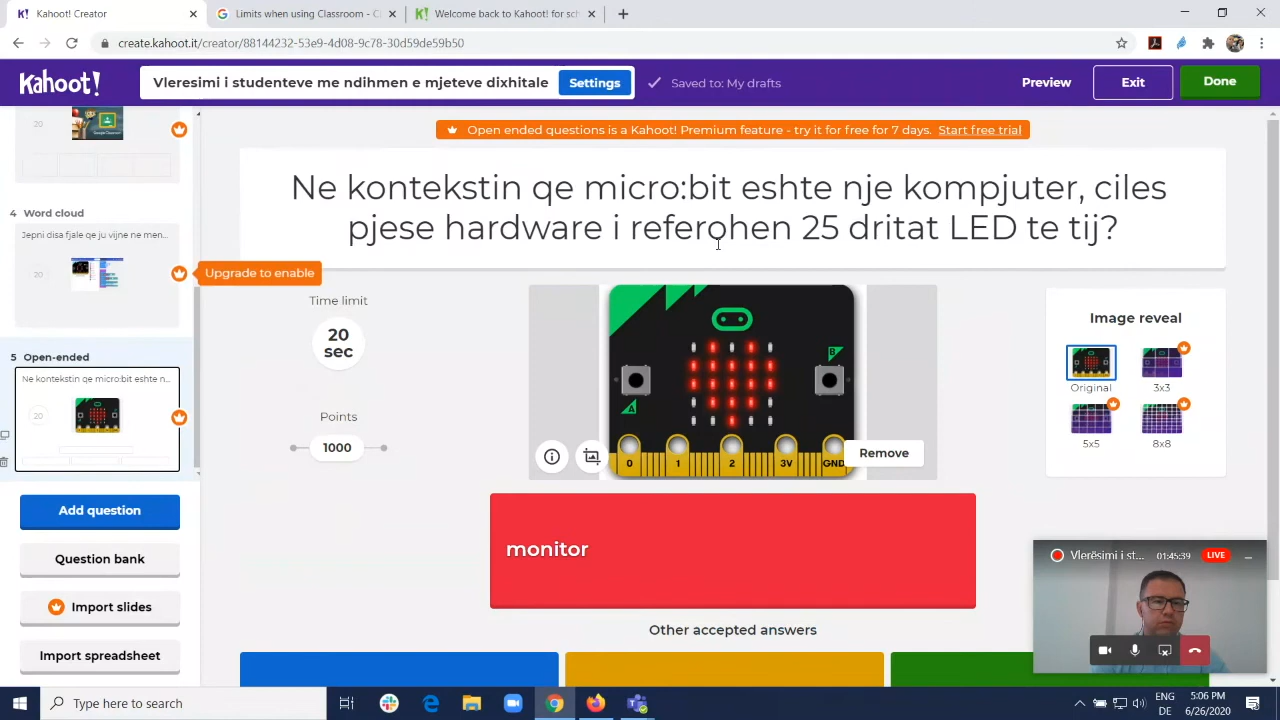 Kahoot! Creator
Limits when using Classroom - C
Welcome back to Kahoot! for sch
create.kahoot.it/creator/88144232-53e9-4d08-9c78-30d59de59b50
Kahoot!
Vleresimi i studenteve me ndihmen e mjeteve dixhitale
Settings
Saved to: My drafts
Preview
Exit
Done
Open ended questions is a Kahoot! Premium feature - try it for free for 7 days. Start free trial
20
4 Word cloud
Jepni disa fjale qe ju vijne ne men...
20
Upgrade to enable
5 Open-ended
Ne kontekstin qe micro:bit eshte n...
20
Add question
Question bank
Import slides
Import spreadsheet
Ne kontekstin qe micro:bit eshte nje kompjuter, ciles
pjese hardware i referohen 25 dritat LED te tij?
Time limit
20
sec
Points
1000
A
B
0 1 2 3V GND
Remove
Image reveal
Original
3x3
5x5
8x8
monitor
Other accepted answers
Vlerësimi i st...
01:45:39
LIVE
Type here to search
ENG
DE
5:06 PM
6/26/2020